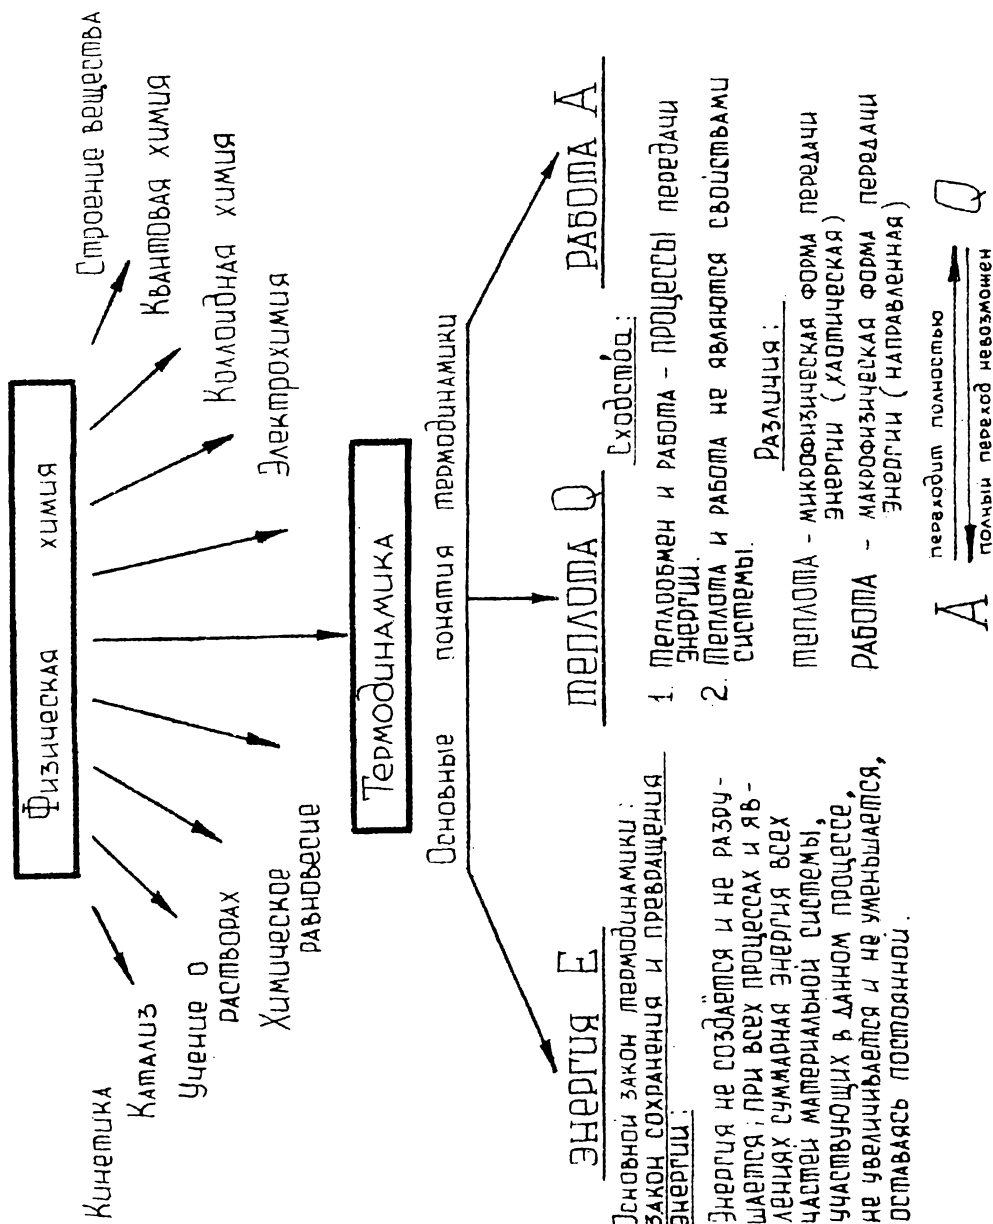 Физическая химия
Кинетика
Катализ
Учение о
растворах
Химическое
равновесие
Строение вещества
Квантовая химия
Коллоидная химия
Электрохимия
Термодинамика
Основные понятия термодинамики
Энергия E
Теплота Q
Работа A
Основной закон термодинамики:
закон сохранения и превращения
энергии:
Энергия не создаётся и не разру-
шается; при всех процессах и яв-
лениях суммарная энергия всех
частей материальной системы,
участвующих в данном процессе,
не увеличивается и не уменьшается,
оставаясь постоянной.
Сходства:
1. Теплообмен и работа - процессы передачи
энергии.
2. Теплота и работа не являются свойствами
системы.
Различия:
Теплота - микрофизическая форма передачи
энергии (хаотическая)
Работа - макрофизическая форма передачи
энергии (направленная)
A переходит полностью Q
полный переход невозможен